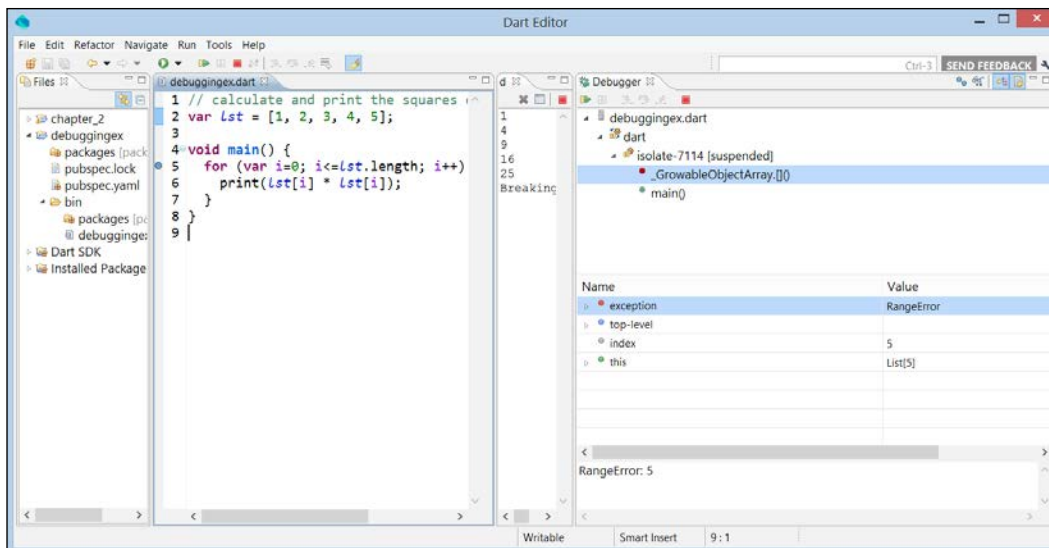 Dart Editor
File Edit Refactor Navigate Run Tools Help
Ctrl-3 SEND FEEDBACK
Files
chapter_2
debuggingex
packages [pack
pubspec.lock
pubspec.yaml
bin
packages [pa
debugginge
Dart SDK
Installed Package
debuggingex.dart
1 // calculate and print the squares
2 var lst = [1, 2, 3, 4, 5];
3
4 void main() {
5 for (var i=0; i<=lst.length; i++)
6 print(lst[i] * lst[i]);
7 }
8 }
9
d
1
4
9
16
25
Breaking
Debugger
debuggingex.dart
dart
isolate-7114 [suspended]
_GrowableObjectArray.[]()
main()
Name Value
exception RangeError
top-level
index 5
this List[5]
RangeError: 5
Writable Smart Insert 9 : 1